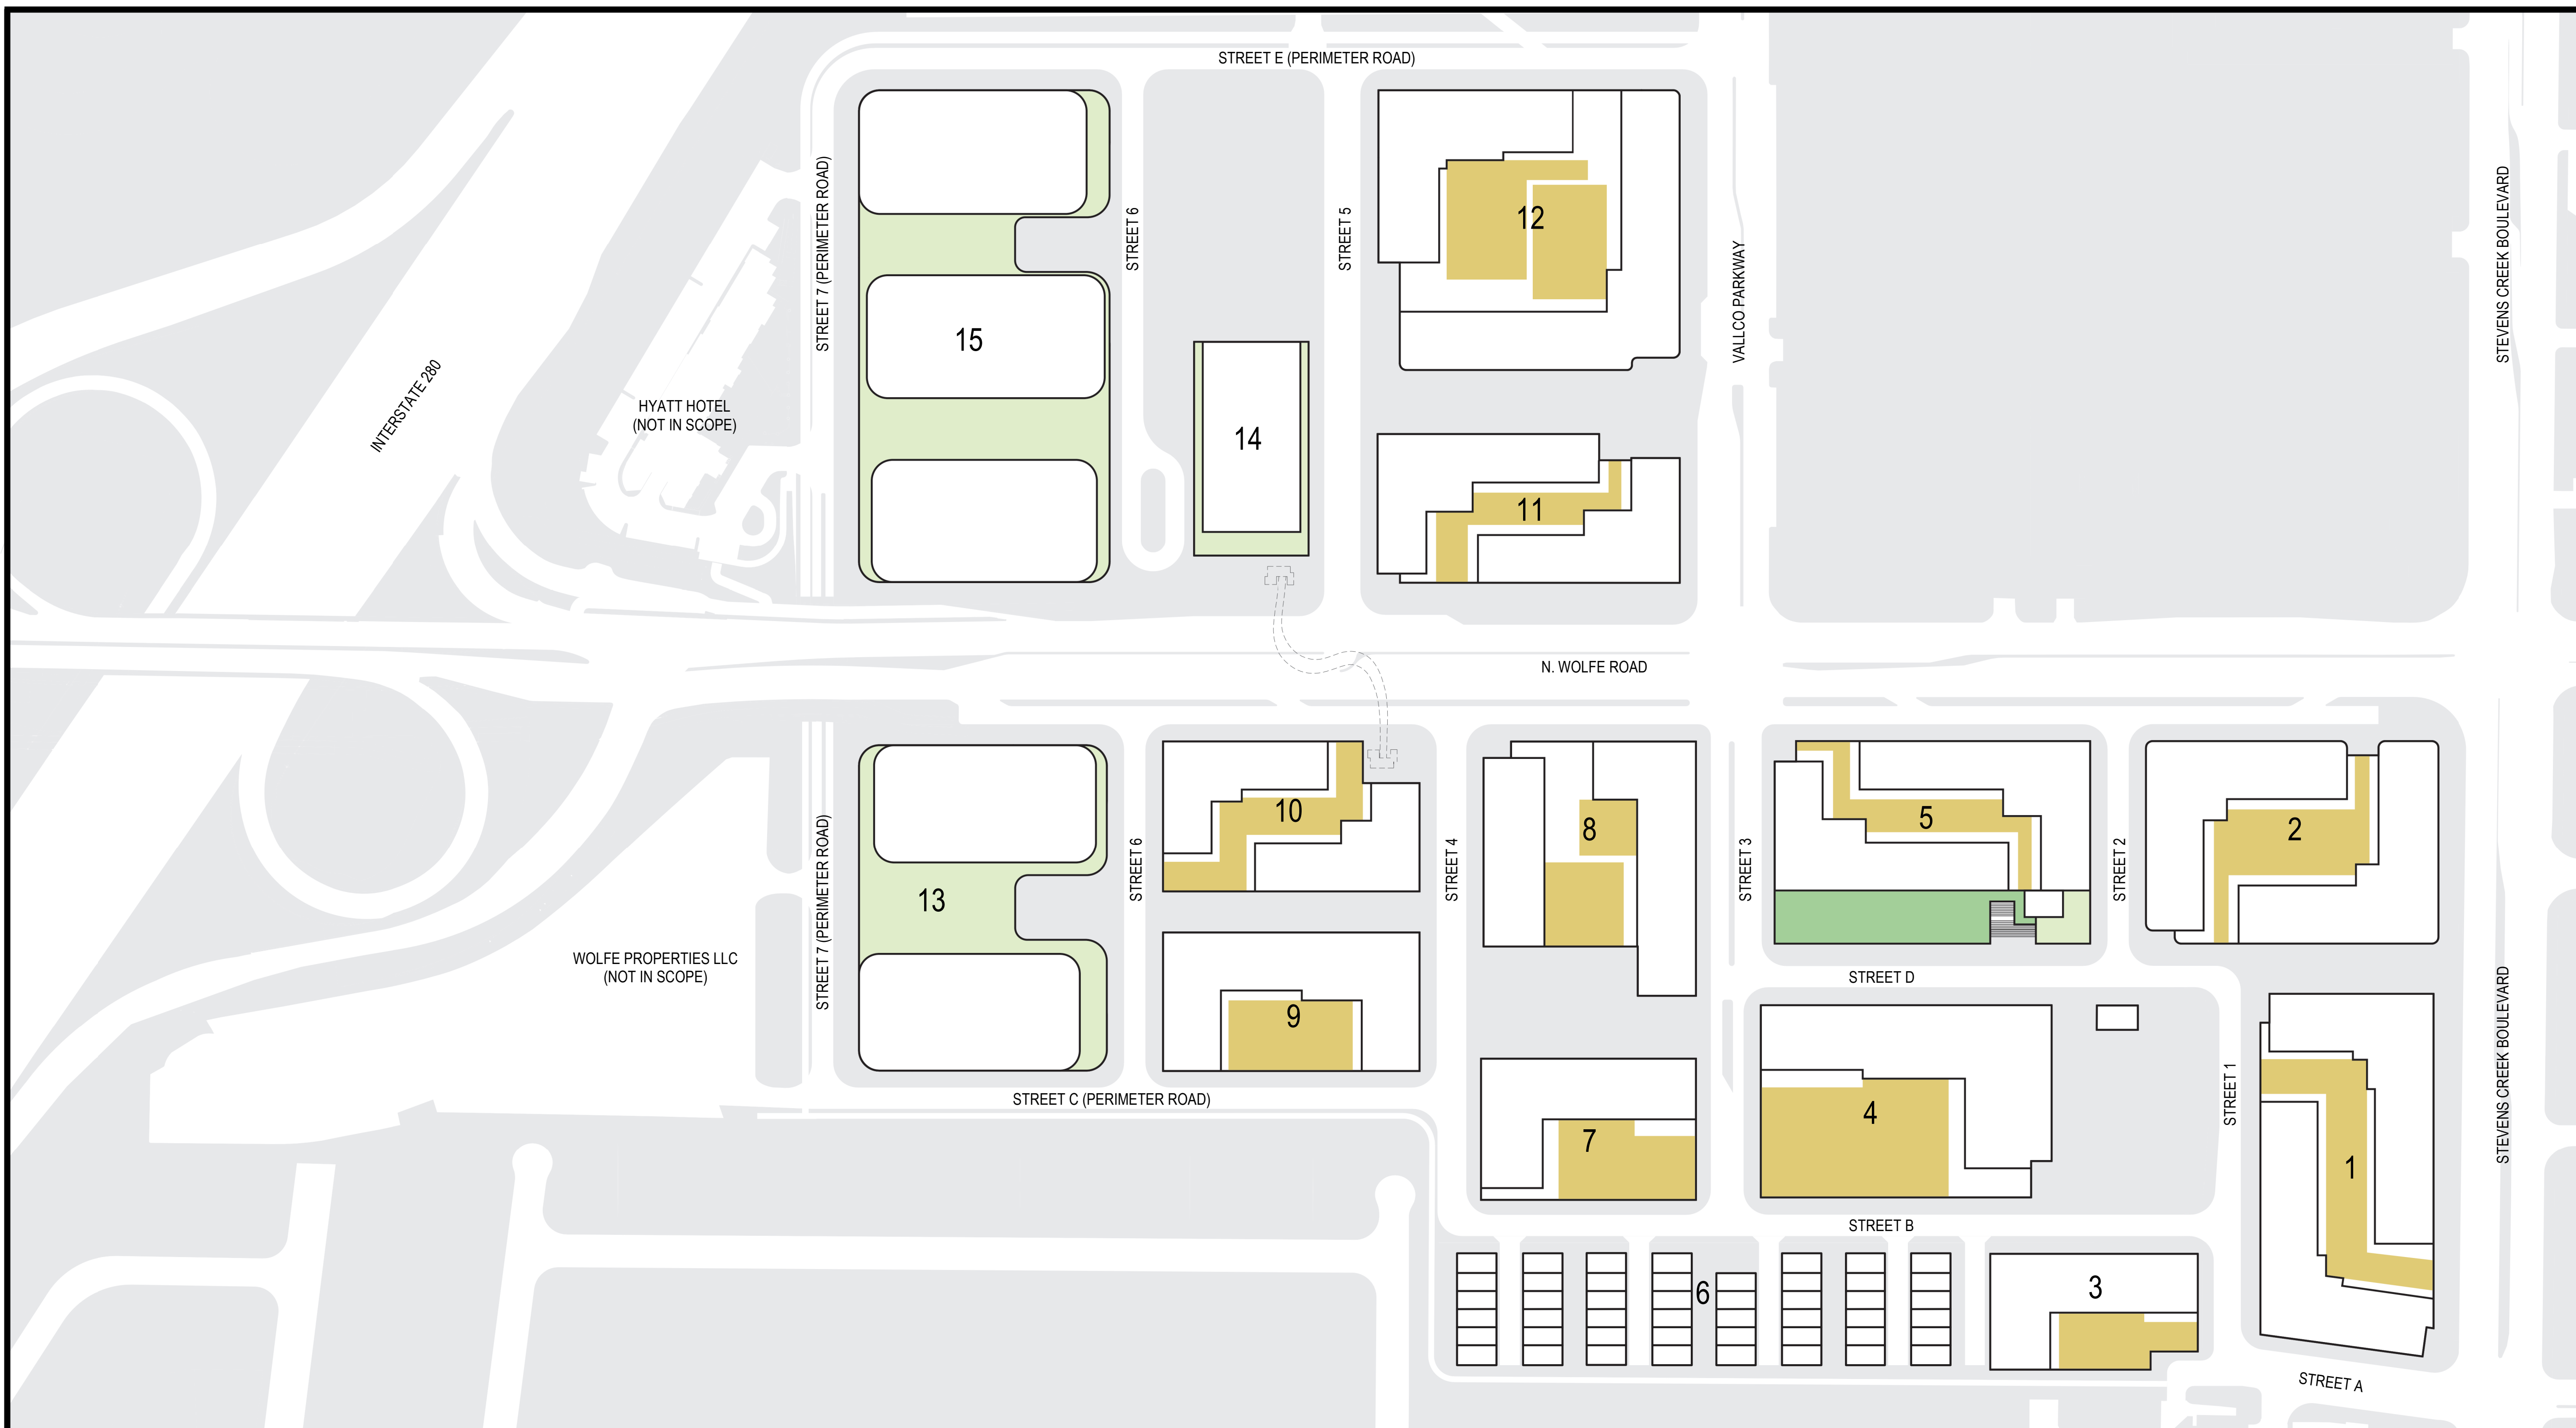 STREET E (PERIMETER ROAD)
STREET 7 (PERIMETER ROAD)
STREET 6
STREET 5
VALLCO PARKWAY
STEVENS CREEK BOULEVARD
12
15
INTERSTATE 280
HYATT HOTEL
(NOT IN SCOPE)
14
11
N. WOLFE ROAD
10
8
5
2
STREET 7 (PERIMETER ROAD)
13
STREET 6
STREET 4
STREET 3
STREET 2
WOLFE PROPERTIES LLC
(NOT IN SCOPE)
STREET D
9
STEVENS CREEK BOULEVARD
STREET C (PERIMETER ROAD)
STREET 1
7
4
1
STREET B
6
3
STREET A